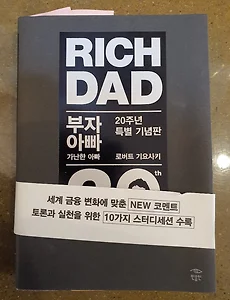 RICH
DAD
부자 20주년
아빠 특별 기념판
가난한 아빠 로버트 기요사키
20th
세계 금융 변화에 맞춘 NEW 코멘트
토론과 실천을 위한 10가지 스터디세션 수록